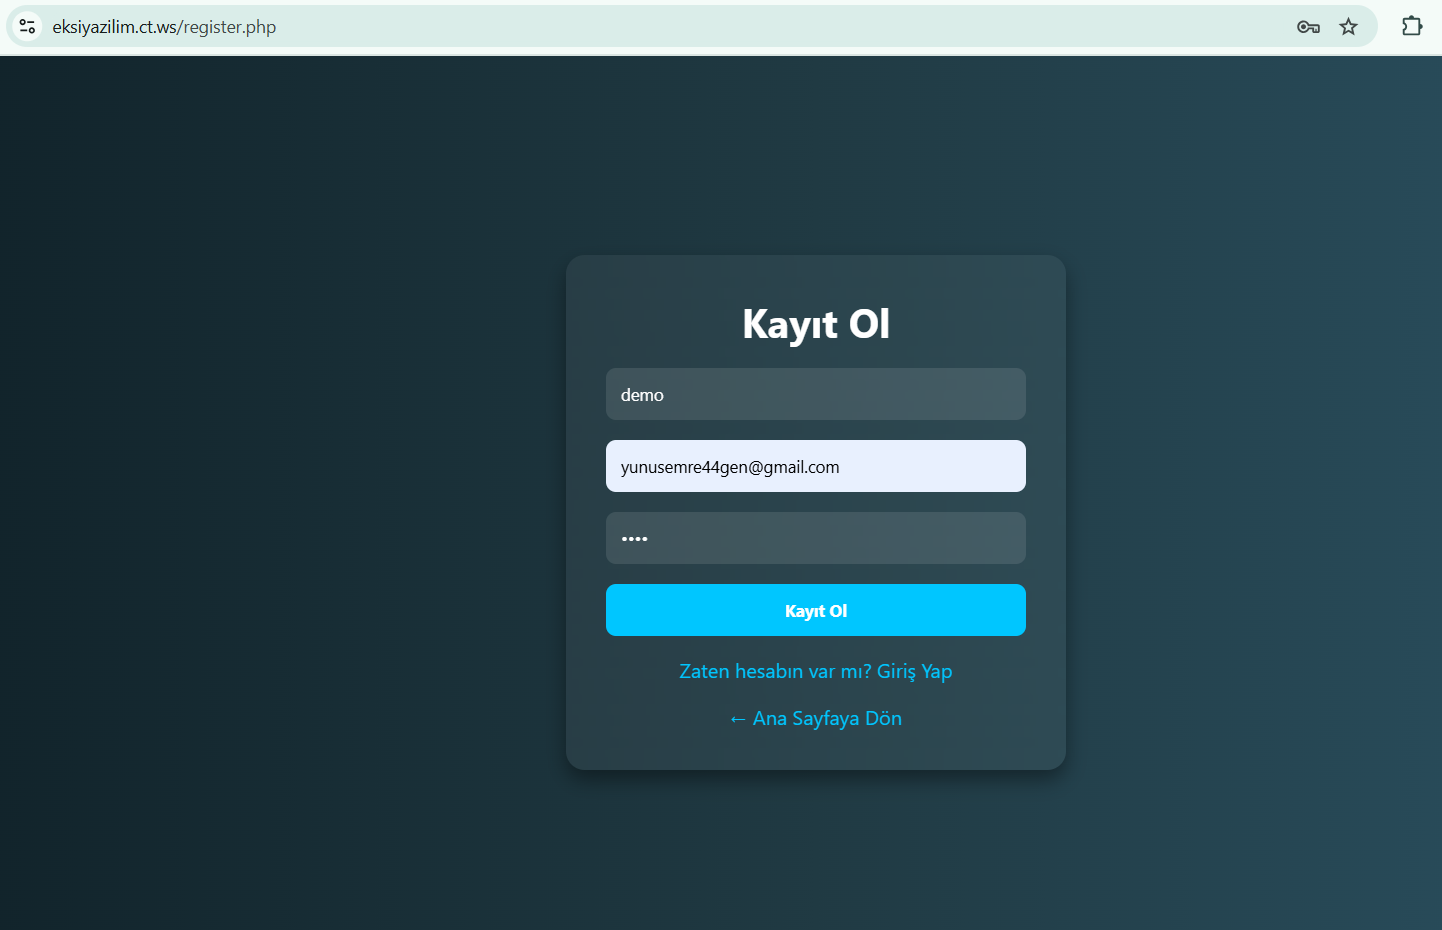 eksiyazilim.ct.ws/register.php
Kayıt Ol
demo
yunusemre44gen@gmail.com
••••
Kayıt Ol
Zaten hesabın var mı? Giriş Yap
← Ana Sayfaya Dön